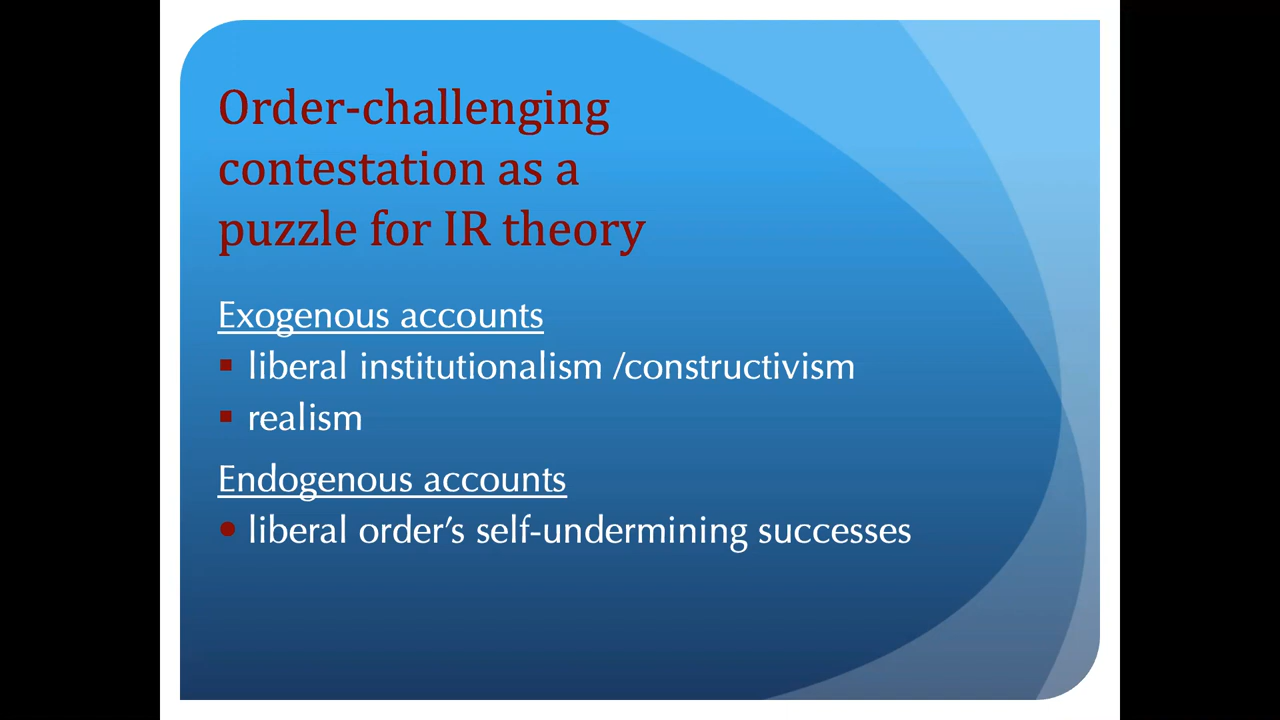 Order-challenging
contestation as a
puzzle for IR theory
Exogenous accounts
▪ liberal institutionalism /constructivism
▪ realism
Endogenous accounts
• liberal order’s self-undermining successes